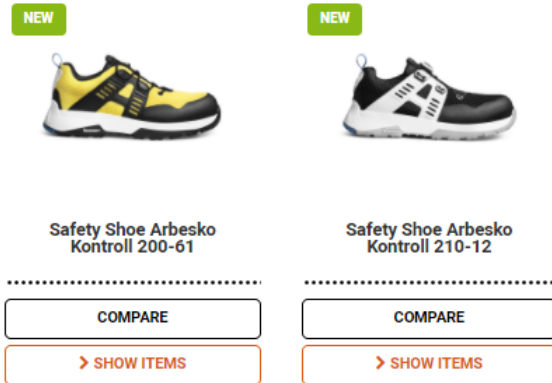 NEW
NEW
Safety Shoe Arbesko
Kontroll 200-61
Safety Shoe Arbesko
Kontroll 210-12
COMPARE
COMPARE
> SHOW ITEMS
> SHOW ITEMS